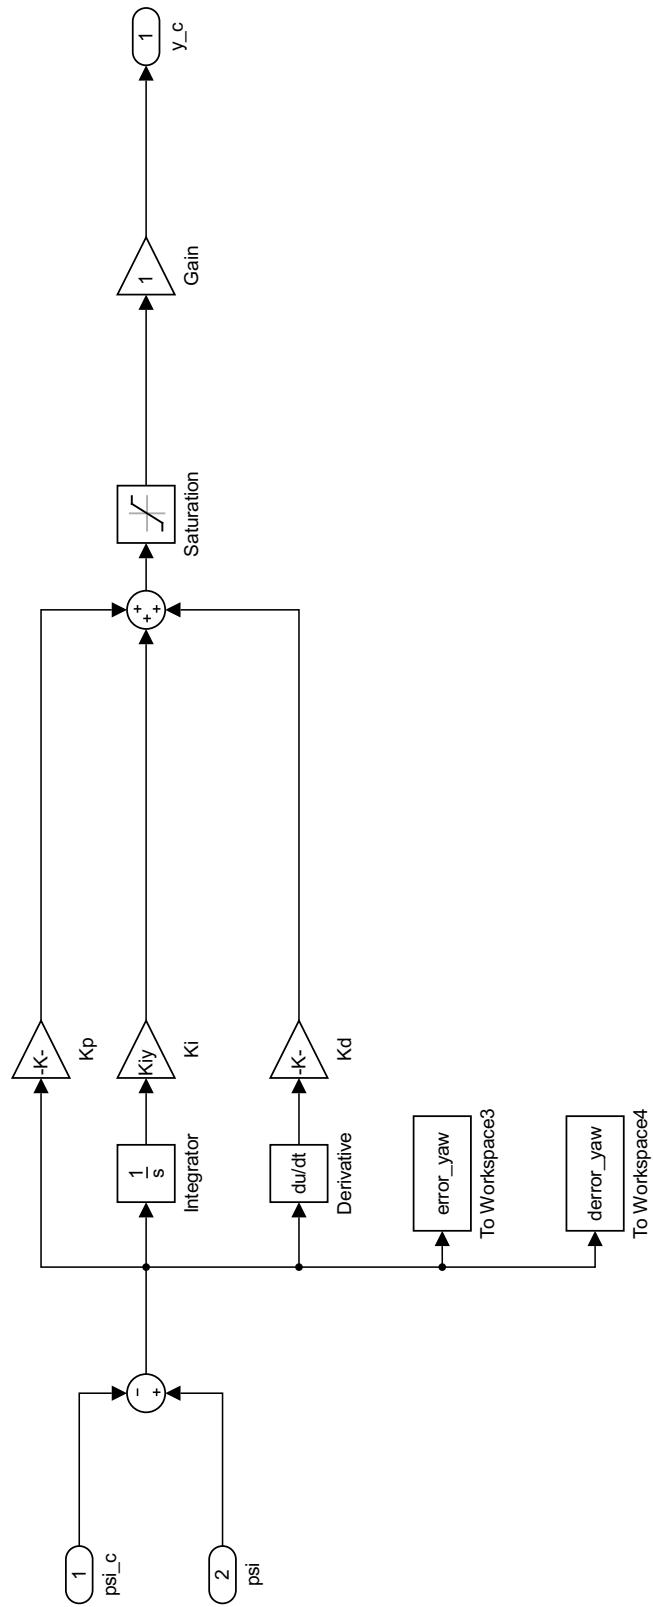 1
psi_c
2
psi
-K-
Kp
1
s
Integrator
Kiy
Ki
du/dt
Derivative
-K-
Kd
error_yaw
To Workspace3
derror_yaw
To Workspace4
Saturation
1
Gain
1
y_c